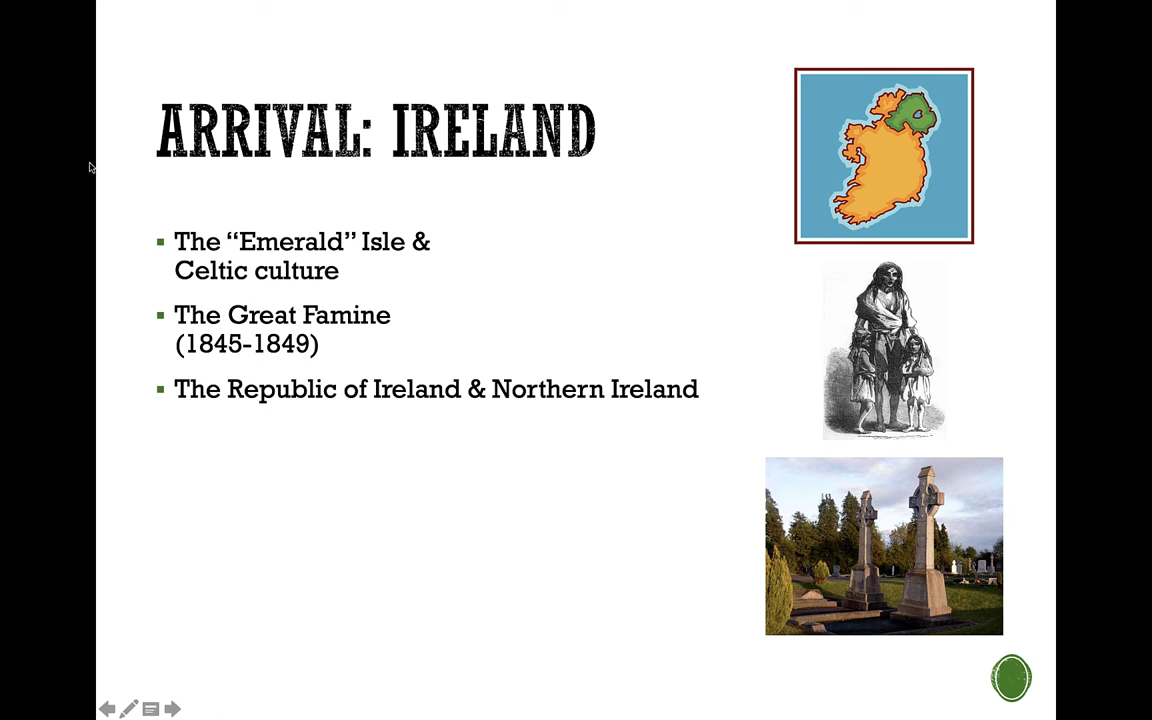 ARRIVAL: IRELAND
The “Emerald” Isle &
Celtic culture
The Great Famine
(1845-1849)
The Republic of Ireland & Northern Ireland